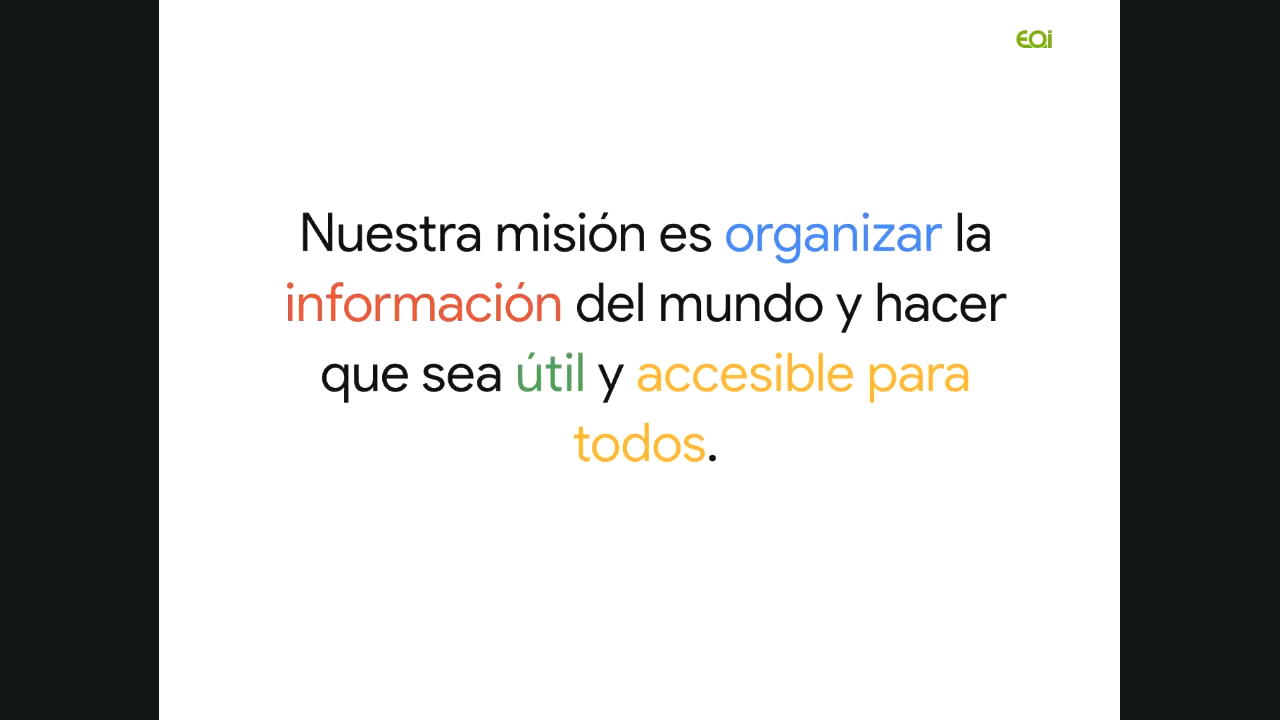 EOI
Nuestra misión es organizar la
información del mundo y hacer
que sea útil y accesible para
todos.